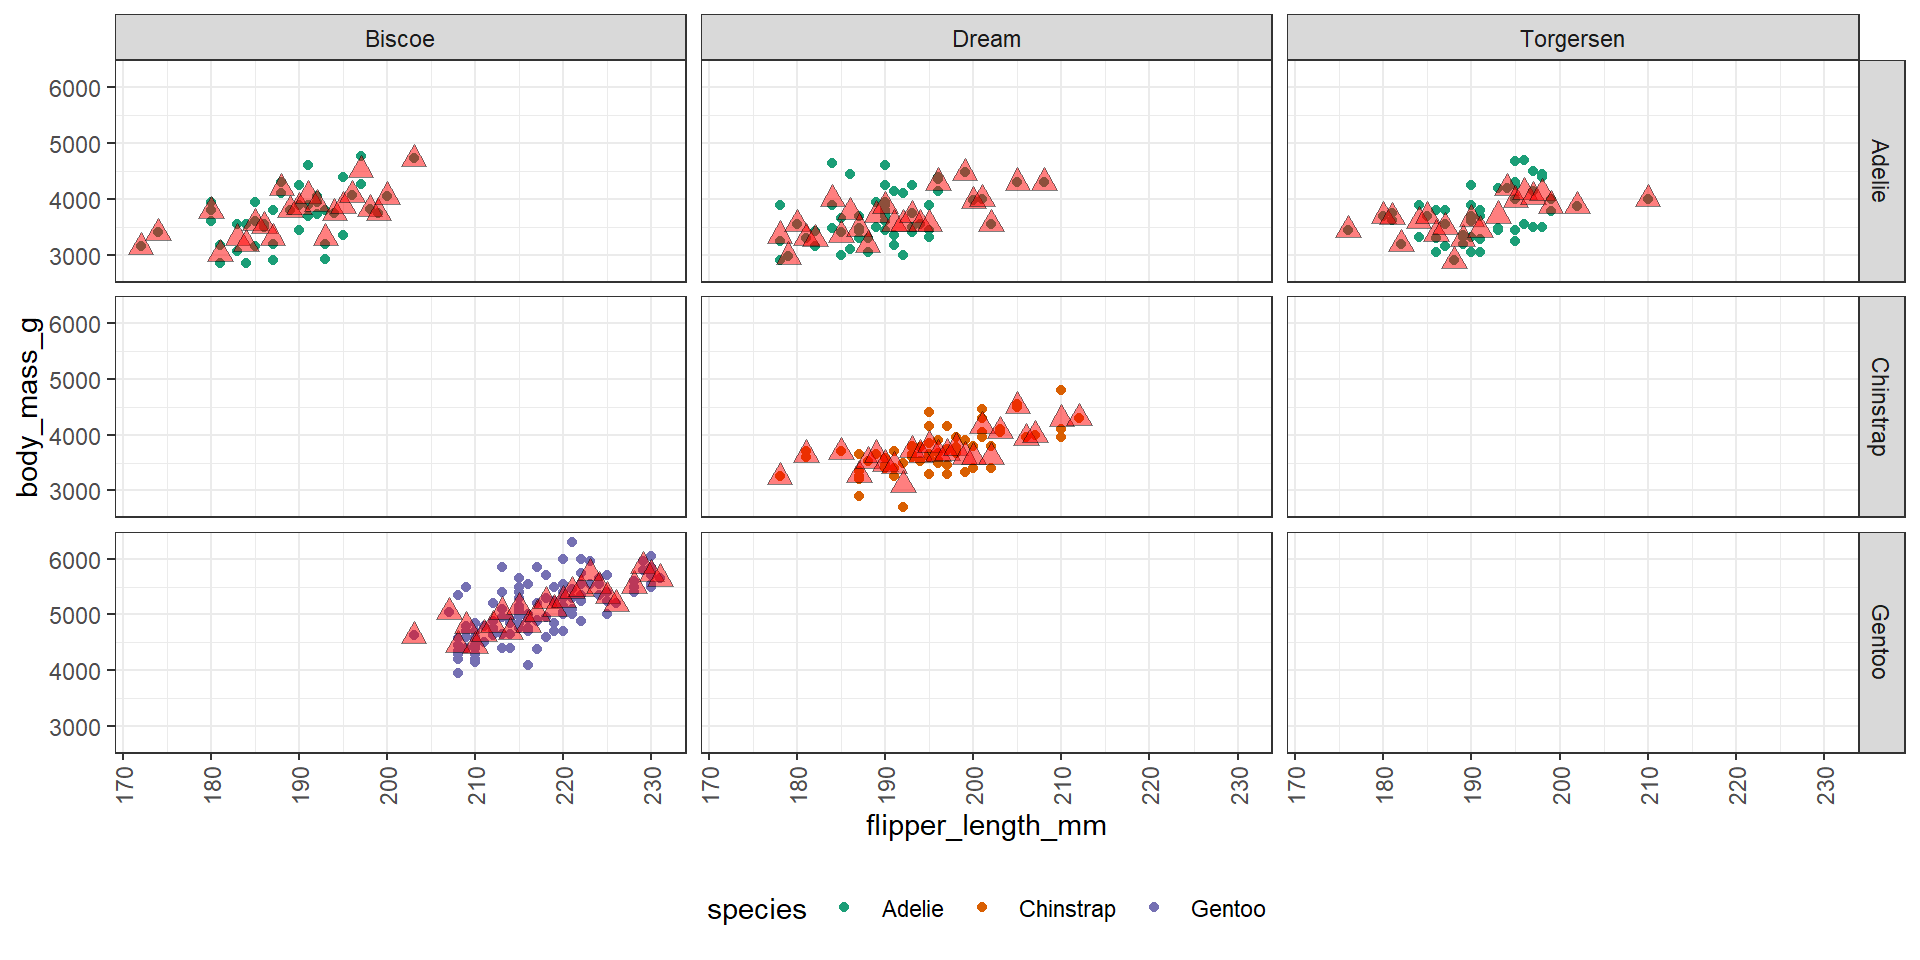 Biscoe Dream Torgersen
6000
5000
4000
3000
Adelie
6000
5000
4000
3000
Chinstrap
6000
5000
4000
3000
Gentoo
body_mass_g
170 180 190 200 210 220 230 170 180 190 200 210 220 230 170 180 190 200 210 220 230
flipper_length_mm
species Adelie Chinstrap Gentoo